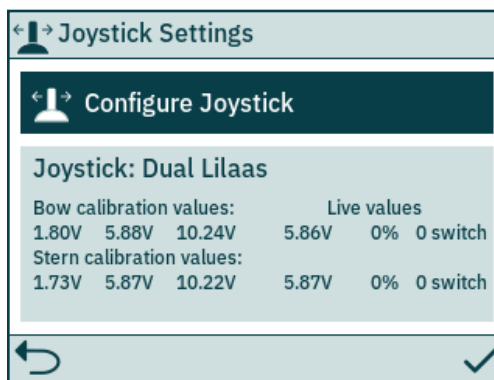 Joystick Settings
Configure Joystick
Joystick: Dual Lilaas
Bow calibration values: Live values
1.80V 5.88V 10.24V 5.86V 0% 0 switch
Stern calibration values:
1.73V 5.87V 10.22V 5.87V 0% 0 switch